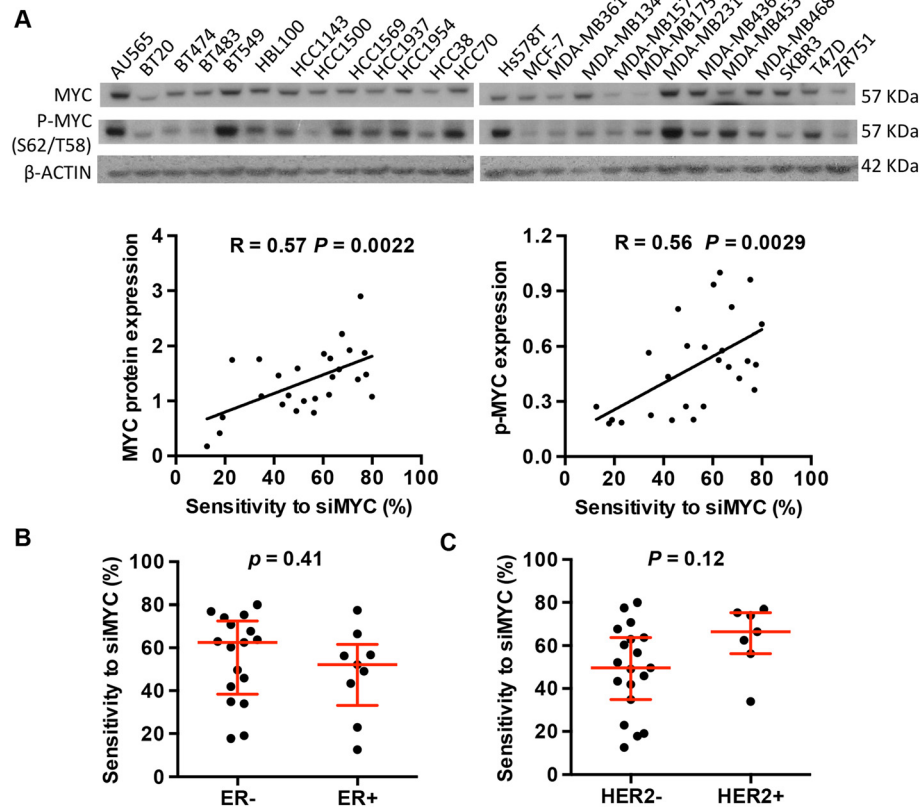 A
AU565 BT20 BT474 BT483 BT549 HBL100 HCC1143 HCC1500 HCC1569 HCC1937 HCC1954 HCC38 HCC70 Hs578T MCF-7 MDA-MB361 MDA-MB134 MDA-MB157 MDA-MB175 MDA-MB231 MDA-MB436 MDA-MB453 MDA-MB468 SKBR3 T47D ZR751
MYC 57 KDa
P-MYC
(S62/T58) 57 KDa
β-ACTIN 42 KDa
R = 0.57 P = 0.0022
MYC protein expression
4
3
2
1
0
0 20 40 60 80 100
Sensitivity to siMYC (%)
R = 0.56 P = 0.0029
p-MYC expression
1.2
0.9
0.6
0.3
0.0
0 20 40 60 80 100
Sensitivity to siMYC (%)
B
p = 0.41
Sensitivity to siMYC (%)
100
80
60
40
20
0
ER- ER+
C
P = 0.12
Sensitivity to siMYC (%)
100
80
60
40
20
0
HER2- HER2+